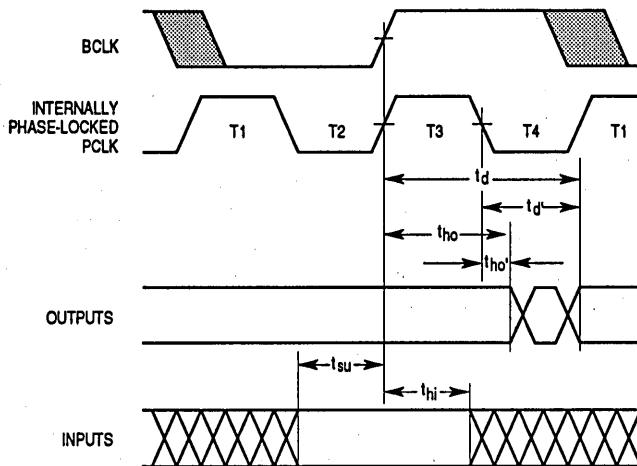 BCLK
INTERNALLY
PHASE-LOCKED
PCLK
T1 T2 T3 T4 T1
td
td'
tho
tho'
OUTPUTS
tsu
thi
INPUTS